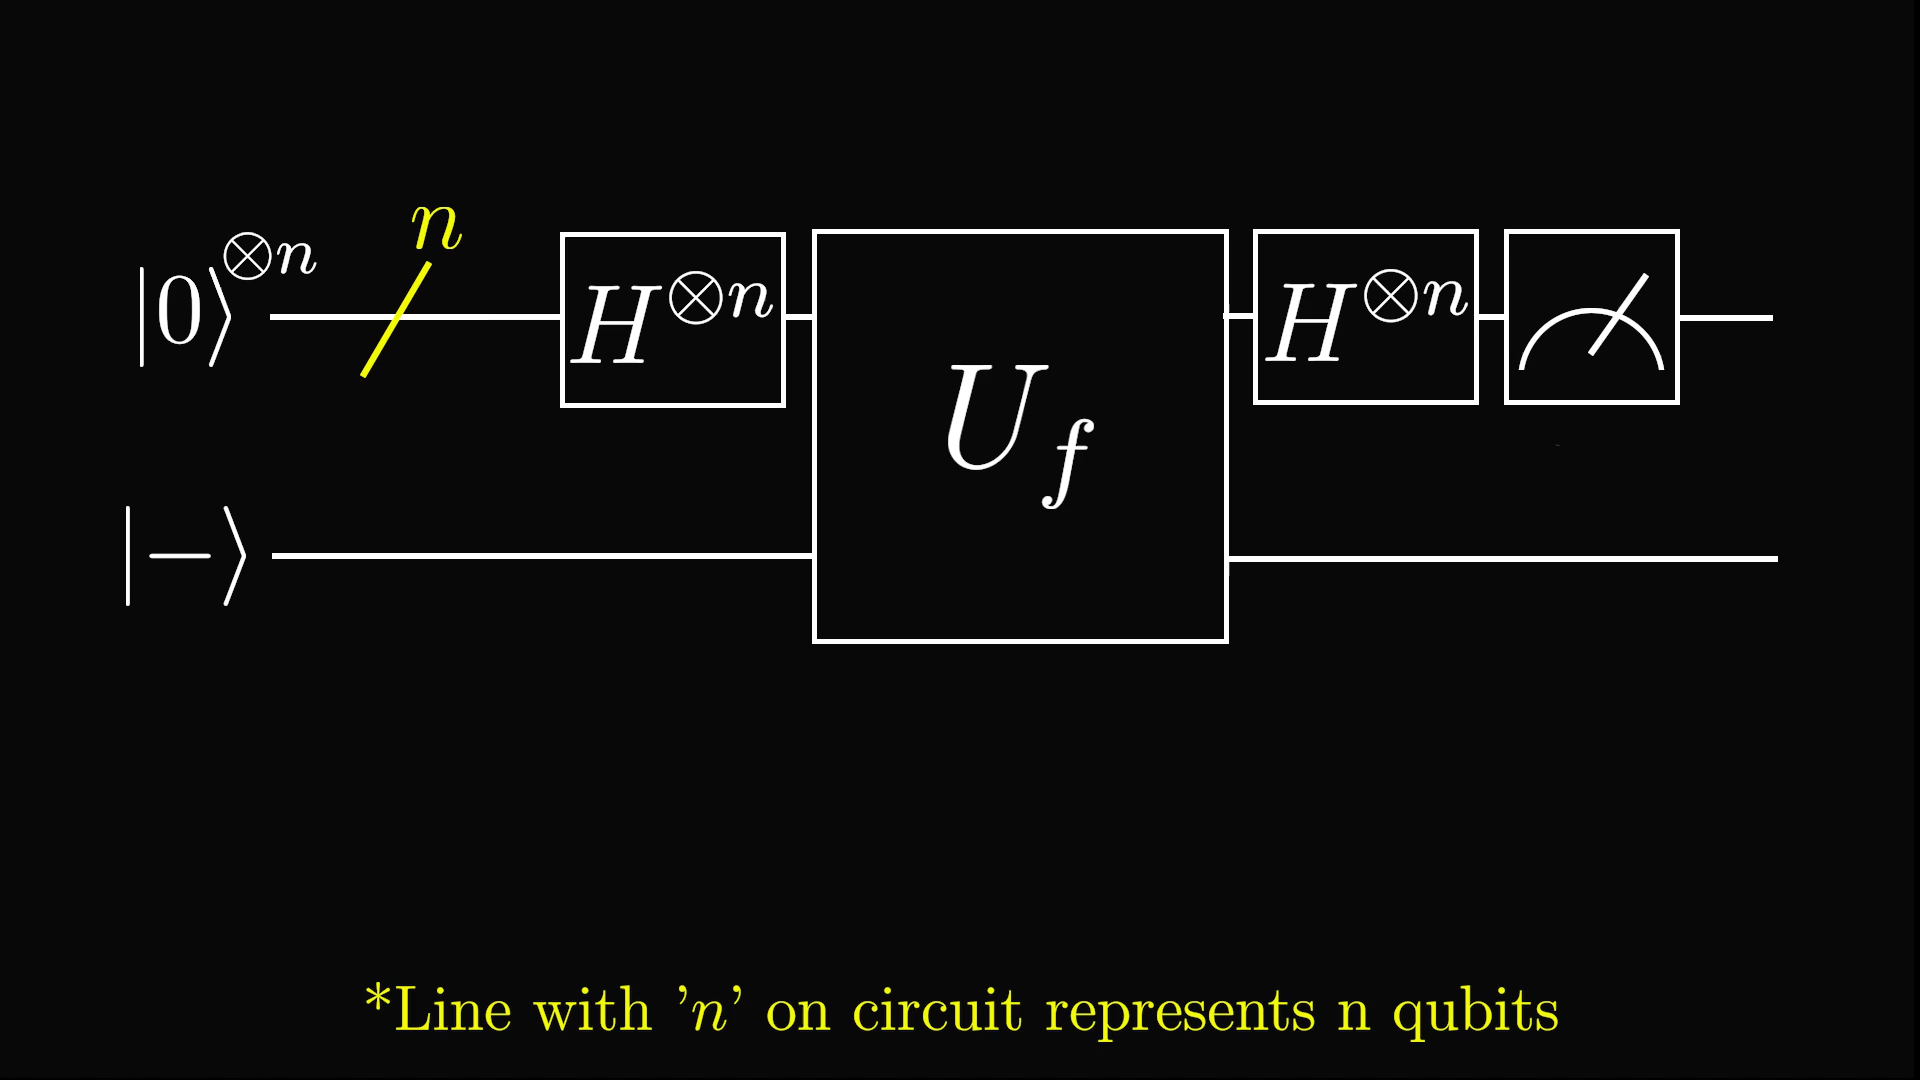 n
|0⟩⊗n
H⊗n
U_f
H⊗n
|−⟩
*Line with ’n’ on circuit represents n qubits